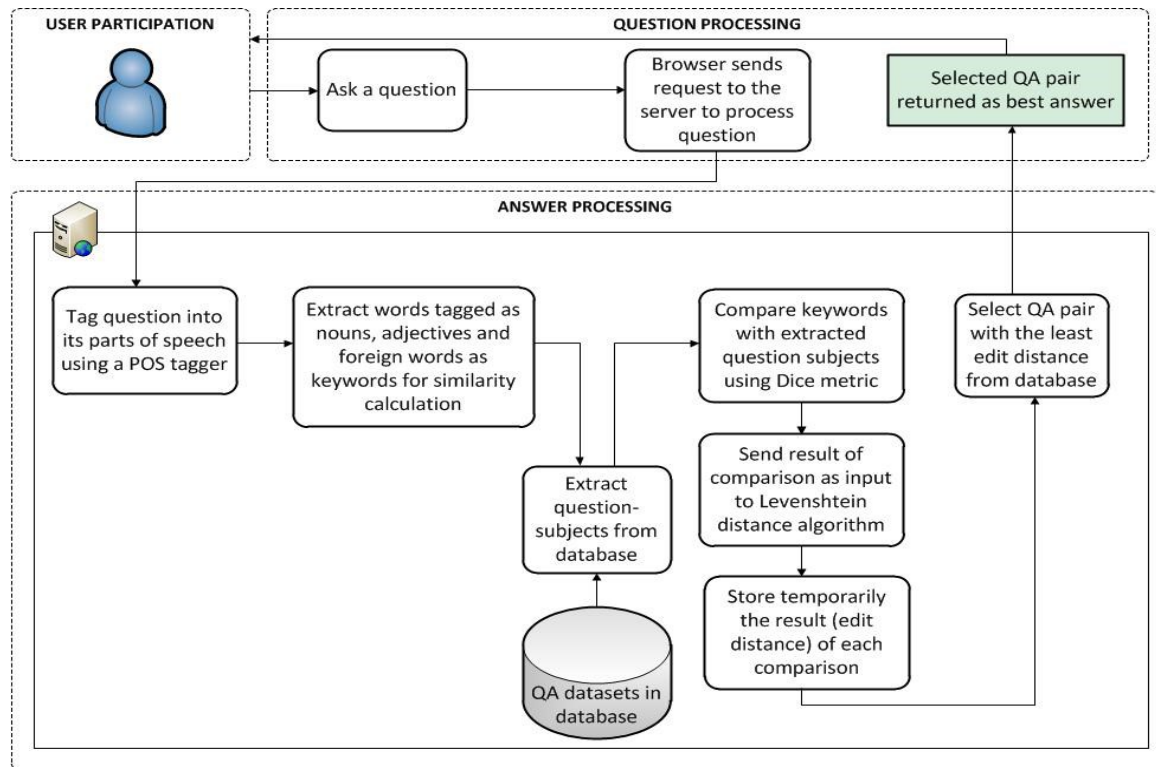 USER PARTICIPATION
QUESTION PROCESSING
Ask a question
Browser sends
request to the
server to process
question
Selected QA pair
returned as best answer
ANSWER PROCESSING
Tag question into
its parts of speech
using a POS tagger
Extract words tagged as
nouns, adjectives and
foreign words as
keywords for similarity
calculation
Extract
question-
subjects from
database
QA datasets in
database
Compare keywords
with extracted
question subjects
using Dice metric
Send result of
comparison as input
to Levenshtein
distance algorithm
Store temporarily
the result (edit
distance) of each
comparison
Select QA pair
with the least
edit distance
from database